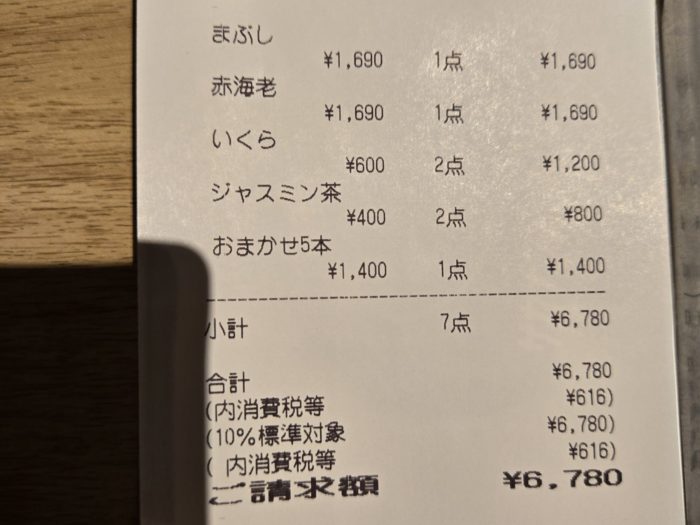 まぶし
¥1,690 1点 ¥1,690
赤海老
¥1,690 1点 ¥1,690
いくら
¥600 2点 ¥1,200
ジャスミン茶
¥400 2点 ¥800
おまかせ5本
¥1,400 1点 ¥1,400
小計 7点 ¥6,780
合計 ¥6,780
(内消費税等 ¥616)
(10%標準対象 ¥6,780)
( 内消費税等 ¥616)
ご請求額 ¥6,780